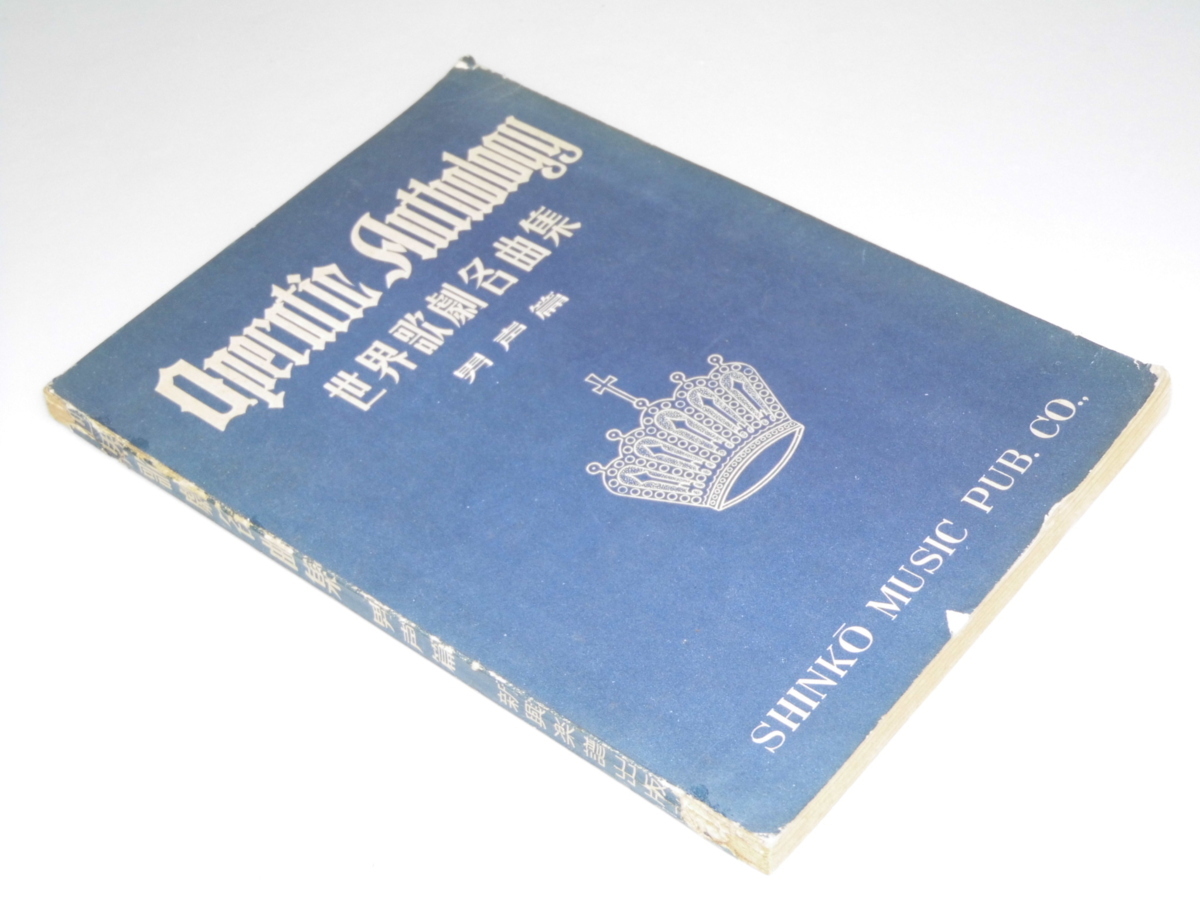 Operatic Anthology
世界歌劇名曲集
男声篇
SHINKŌ MUSIC PUB. CO.,
世界歌劇名曲集 男声篇 新興楽譜出版